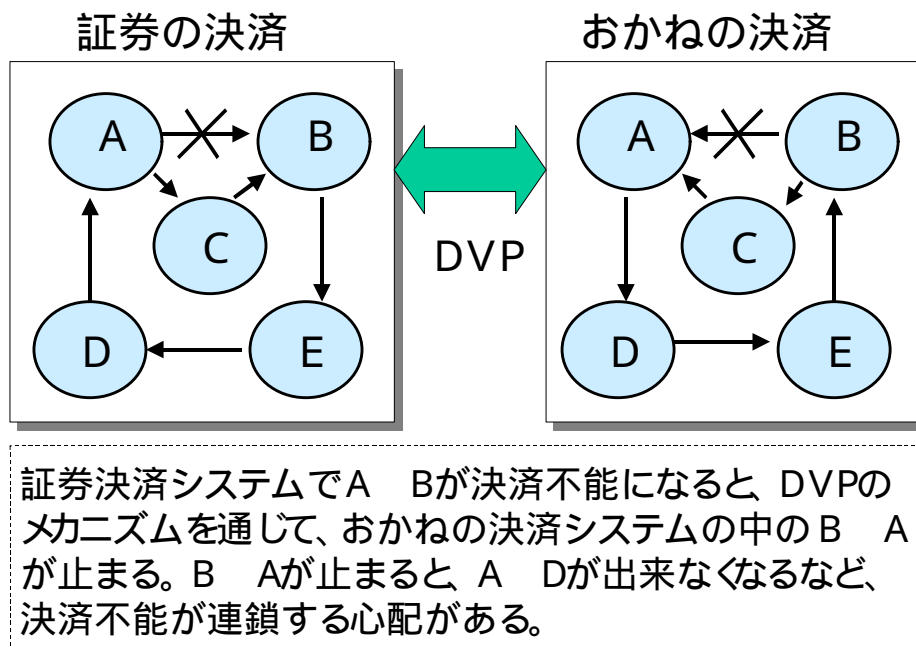 証券の決済
おかねの決済
A
B
C
D
E
DVP
A
B
C
D
E
証券決済システムでA　Bが決済不能になると、DVPの
メカニズムを通じて、おかねの決済システムの中のB　A
が止まる。B　Aが止まると、A　Dが出来なくなるなど、
決済不能が連鎖する心配がある。